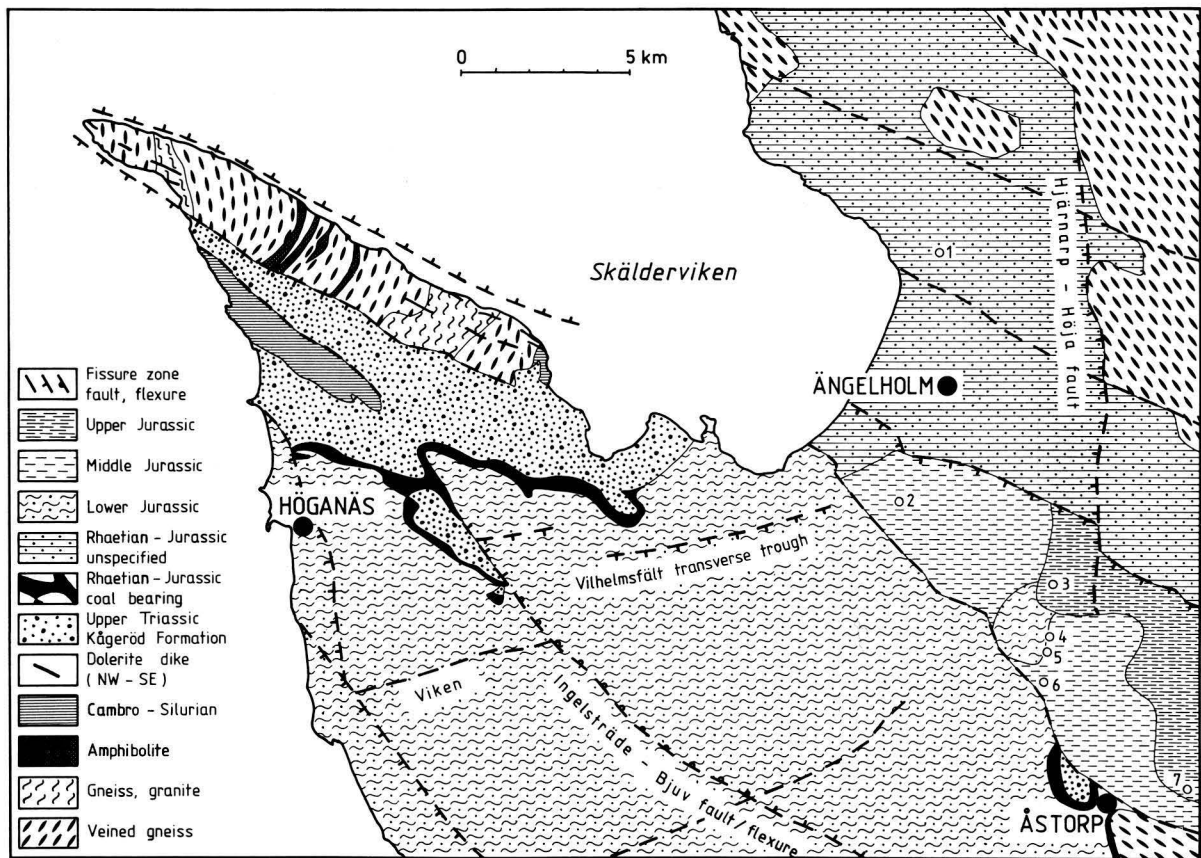 0
5 km
Skälderviken
1
Hjärnarp - Höja fault
ÄNGELHOLM
HÖGANÄS
2
Vilhelmsfält transverse trough
3
4
5
6
Viken
Ingelsträde - Bjuv fault/flexure
7
ÅSTORP
Fissure zone
fault, flexure
Upper Jurassic
Middle Jurassic
Lower Jurassic
Rhaetian - Jurassic
unspecified
Rhaetian - Jurassic
coal bearing
Upper Triassic
Kågeröd Formation
Dolerite dike
(NW - SE)
Cambro - Silurian
Amphibolite
Gneiss, granite
Veined gneiss